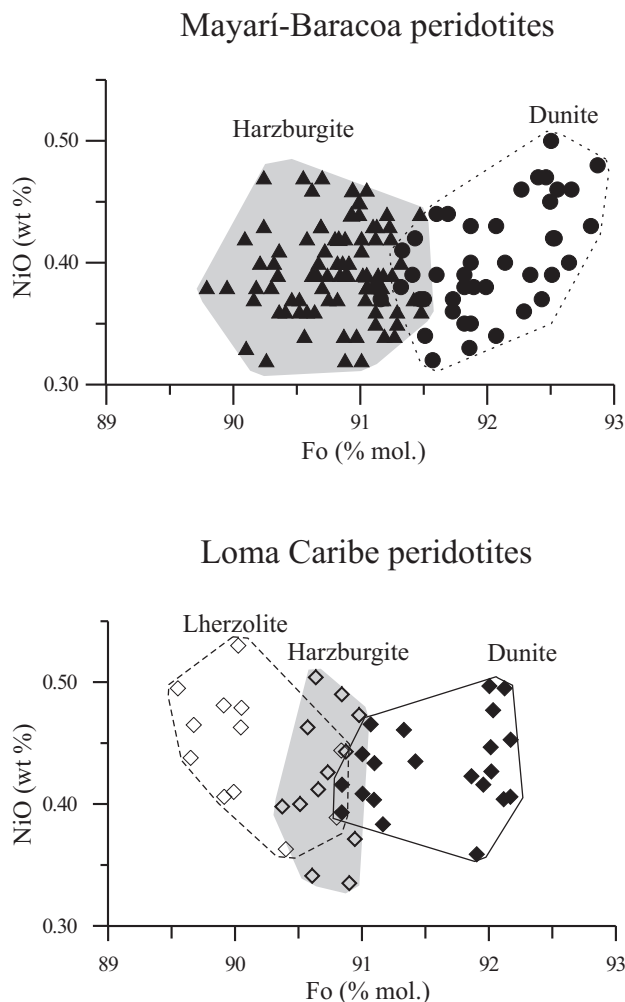 Mayarí-Baracoa peridotites
Harzburgite
Dunite
0.50
0.40
0.30
NiO (wt %)
89 90 91 92 93
Fo (% mol.)
Loma Caribe peridotites
Lherzolite
Harzburgite
Dunite
0.50
0.40
0.30
NiO (wt %)
89 90 91 92 93
Fo (% mol.)